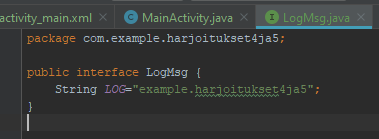 activity_main.xml MainActivity.java LogMsg.java
package com.example.harjoitukset4ja5;
public interface LogMsg {
String LOG="example.harjoitukset4ja5";
}